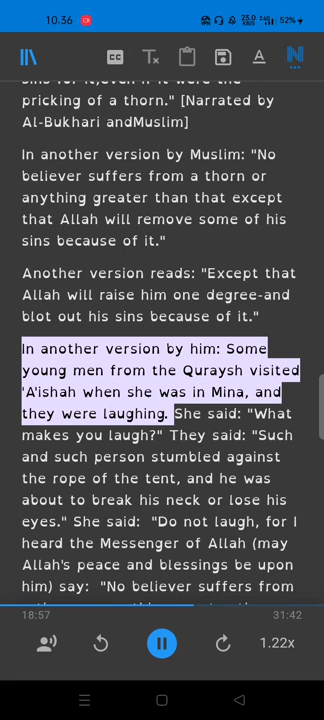 10.36
52%
CC
sins for it, even if it were the
pricking of a thorn." [Narrated by
Al-Bukhari andMuslim]
In another version by Muslim: "No
believer suffers from a thorn or
anything greater than that except
that Allah will remove some of his
sins because of it."
Another version reads: "Except that
Allah will raise him one degree-and
blot out his sins because of it."
In another version by him: Some
young men from the Quraysh visited
'A'ishah when she was in Mina, and
they were laughing. She said: "What
makes you laugh?" They said: "Such
and such person stumbled against
the rope of the tent, and he was
about to break his neck or lose his
eyes." She said:  "Do not laugh, for I
heard the Messenger of Allah (may
Allah's peace and blessings be upon
him) say:  "No believer suffers from
18:57
31:42
1.22x